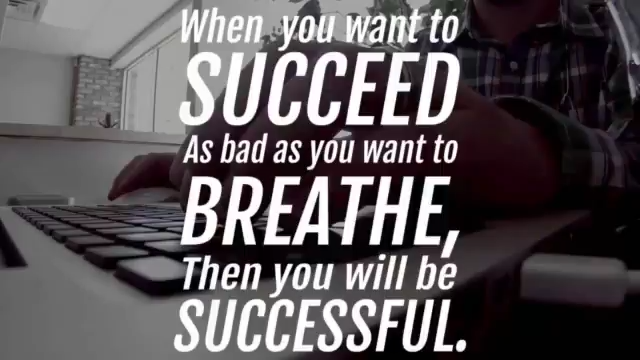 When you want to
SUCCEED
As bad as you want to
BREATHE,
Then you will be
SUCCESSFUL.